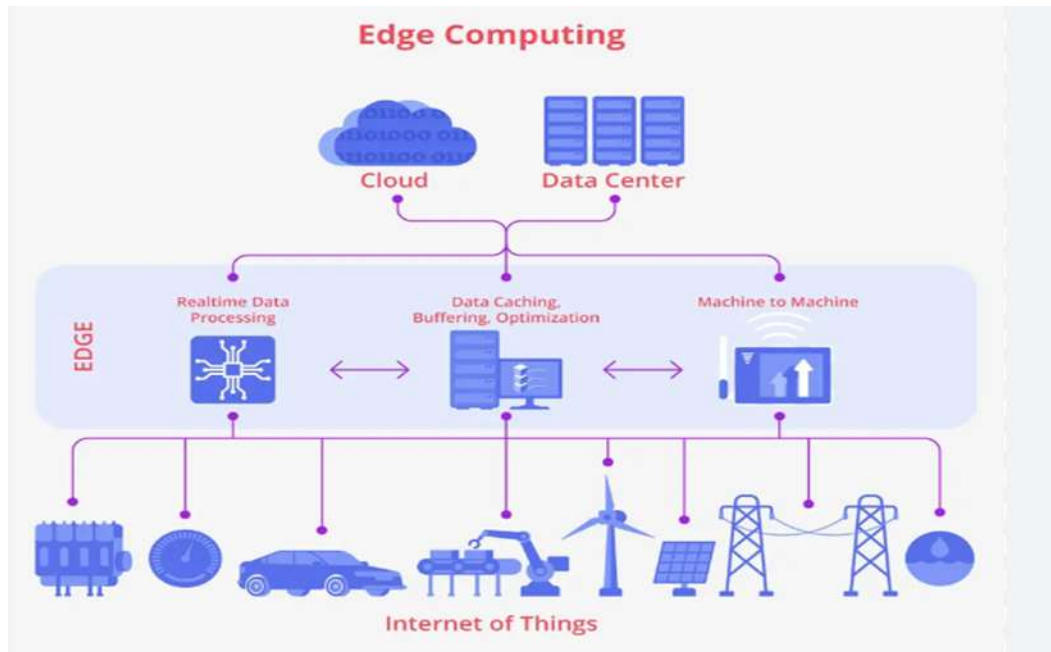 Edge Computing
Cloud
Data Center
EDGE
Realtime Data
Processing
Data Caching,
Buffering, Optimization
Machine to Machine
Internet of Things